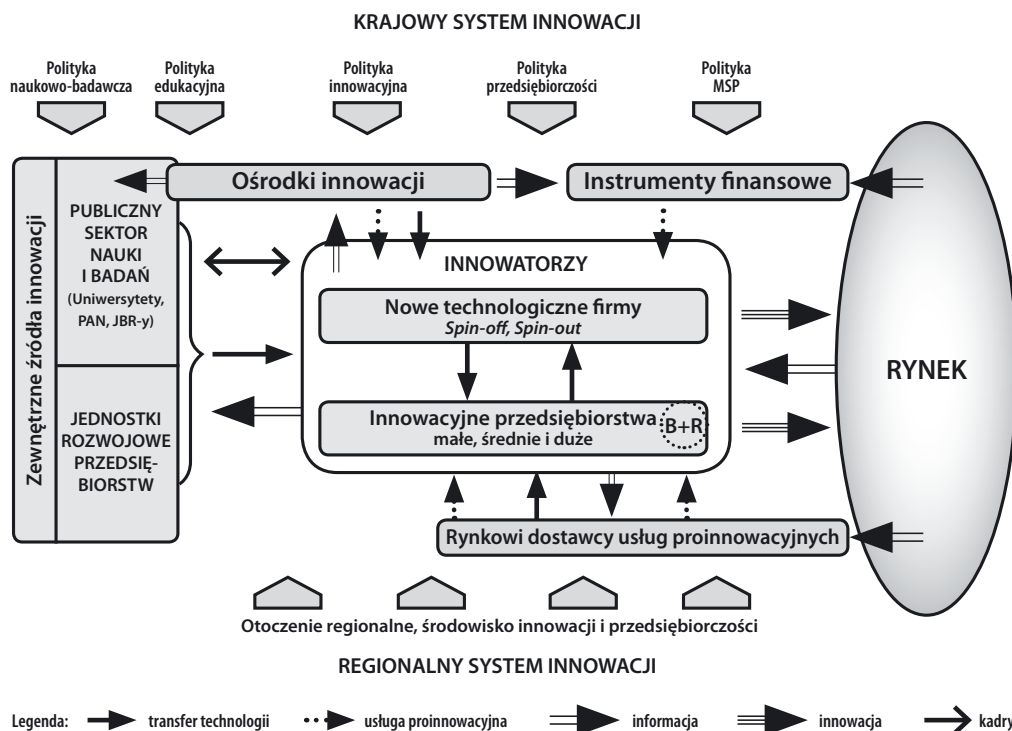 KRAJOWY SYSTEM INNOWACJI
Polityka
naukowo-badawcza
Polityka
edukacyjna
Polityka
innowacyjna
Polityka
przedsiębiorczości
Polityka
MSP
Zewnętrzne źródła innowacji
PUBLICZNY
SEKTOR
NAUKI
I BADAŃ
(Uniwersytety,
PAN, JBR-y)
JEDNOSTKI
ROZWOJOWE
PRZEDSIĘ-
BIORSTW
Ośrodki innowacji
Instrumenty finansowe
INNOWATORZY
Nowe technologiczne firmy
Spin-off, Spin-out
Innowacyjne przedsiębiorstwa
małe, średnie i duże
B+R
RYNEK
Rynkowi dostawcy usług proinnowacyjnych
Otoczenie regionalne, środowisko innowacji i przedsiębiorczości
REGIONALNY SYSTEM INNOWACJI
Legenda: transfer technologii usługa proinnowacyjna informacja innowacja kadry